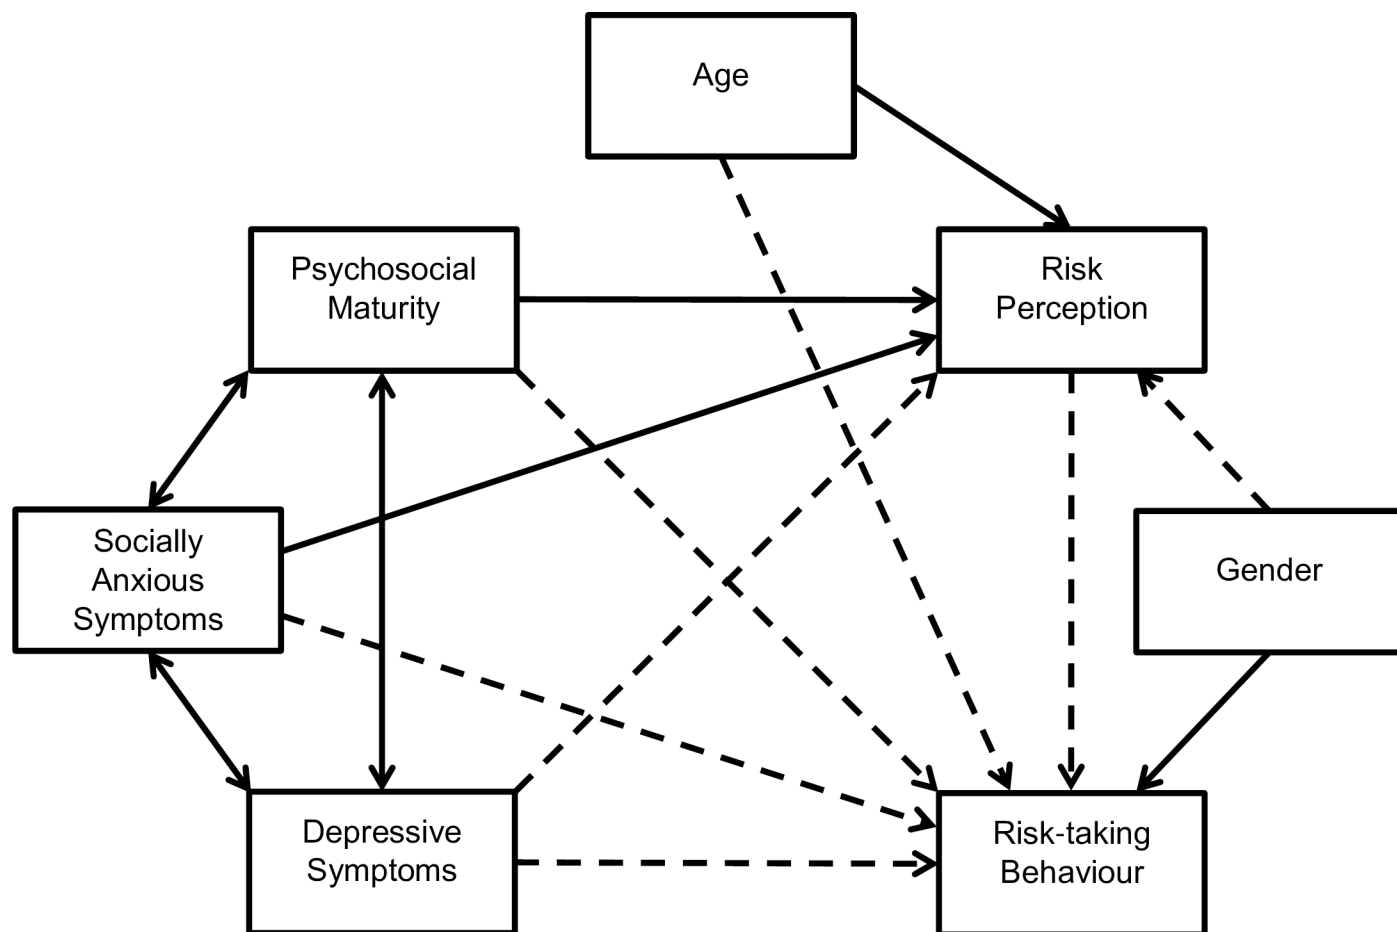 Age
Psychosocial
Maturity
Risk
Perception
Socially
Anxious
Symptoms
Gender
Depressive
Symptoms
Risk-taking
Behaviour